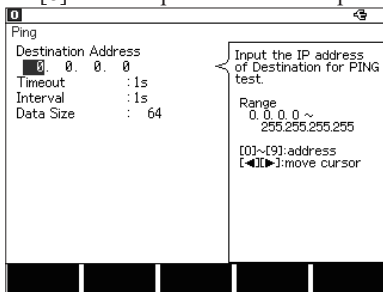 0
Ping
Destination Address
0. 0. 0. 0
Timeout :1s
Interval :1s
Data Size : 64
Input the IP address
of Destination for PING
test.
Range
0. 0. 0. 0 ~
255.255.255.255
[0]~[9]:address
[◀][▶]:move cursor